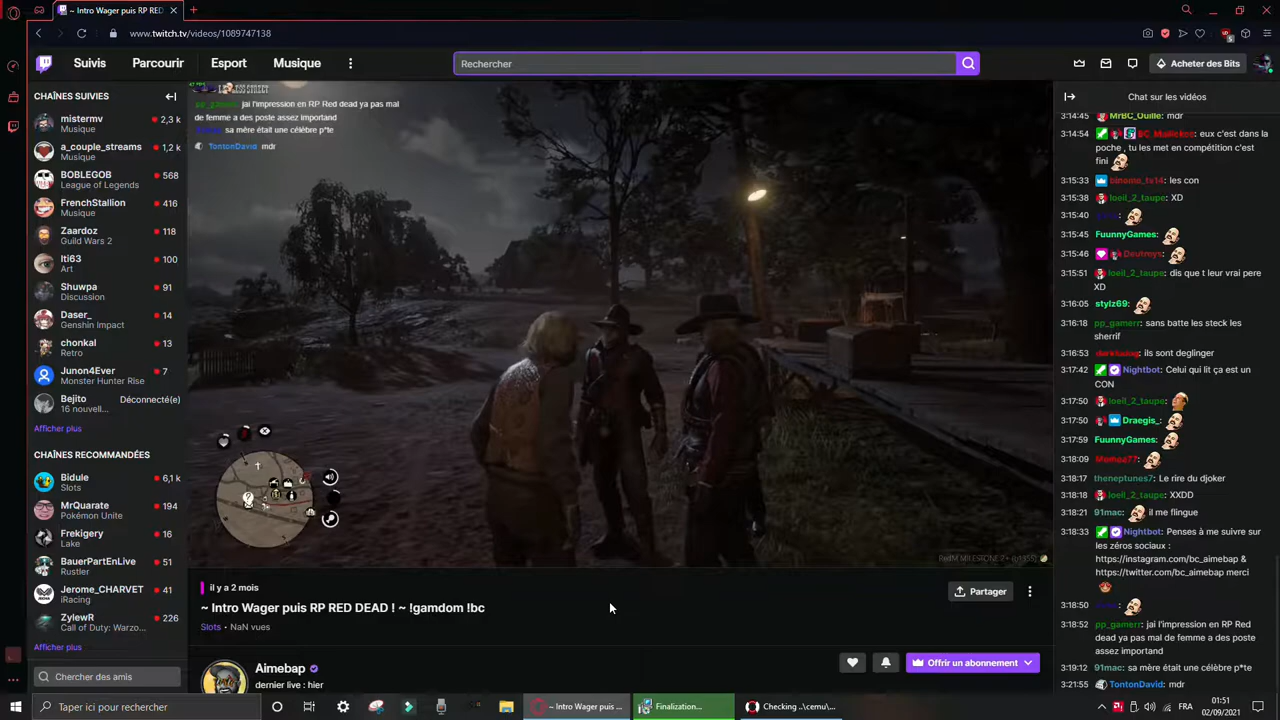 ~ Intro Wager puis RP RED
www.twitch.tv/videos/1089747138
Suivis
Parcourir
Esport
Musique
Rechercher
Acheter des Bits
CHAÎNES SUIVIES
mistermv
2,3 k
Musique
a_couple_streams
1,2 k
Musique
BOBLEGOB
568
League of Legends
FrenchStallion
416
Musique
Zaardoz
118
Guild Wars 2
Iti63
100
Art
Shuwpa
91
Discussion
Daser_
14
Genshin Impact
chonkal
13
Retro
Junon4Ever
7
Monster Hunter Rise
Bejito
Déconnecté(e)
16 nouvell...
Afficher plus
CHAÎNES RECOMMANDÉES
Bidule
6,1 k
Slots
MrQuarate
194
Pokémon Unite
Frekigery
16
Lake
BauerPartEnLive
51
Rustler
Jerome_CHARVET
41
iRacing
ZylewR
226
Call of Duty: Warzo...
Afficher plus
Chercher des amis
pp_gamerr jai l'impression en RP Red dead ya pas mal
de femme a des poste assez importand
sa mère était une célèbre p*te
TontonDavid mdr
il y a 2 mois
~ Intro Wager puis RP RED DEAD ! ~ !gamdom !bc
Slots • NaN vues
Partager
Aimebap
dernier live : hier
Offrir un abonnement
Chat sur les vidéos
3:14:45 MrBC_Ouille: mdr
3:14:54
eux c'est dans la
poche , tu les met en compétition c'est
fini
3:15:33 binome_tv14: les con
3:15:38 loeil_2_taupe: XD
3:15:40
3:15:45 FuunnyGames:
3:15:46 Deutroys:
3:15:51 loeil_2_taupe: dis que t leur vrai pere
XD
3:16:05 stylz69:
3:16:18 pp_gamerr: sans batte les steck les
sherrif
3:16:53 ils sont deglinger
3:17:42 Nightbot: Celui qui lit ça est un
CON
3:17:50 loeil_2_taupe:
3:17:50 Draegis_:
3:17:59 FuunnyGames:
3:18:09
3:18:17 theneptunes7: Le rire du djoker
3:18:18 loeil_2_taupe: XXDD
3:18:21 91mac: il me flingue
3:18:33 Nightbot: Penses à me suivre sur
les zéros sociaux :
https://instagram.com/bc_aimebap &
https://twitter.com/bc_aimebap merci
3:18:50
3:18:52 pp_gamerr: jai l'impression en RP Red
dead ya pas mal de femme a des poste
assez importand
3:19:12 91mac: sa mère était une célèbre p*te
3:21:55 TontonDavid: mdr
Taper ici pour rechercher
~ Intro Wager puis ...
Finalization...
Checking ..\cemu\...
FRA
01:51
02/09/2021